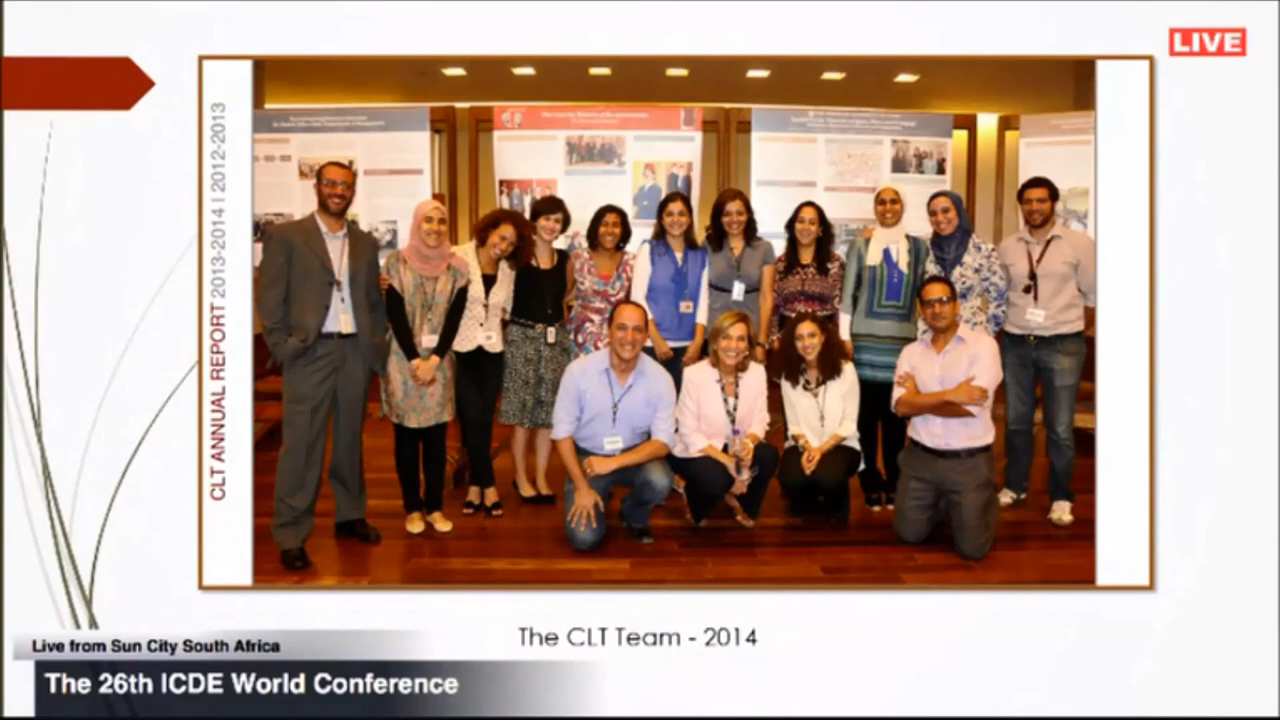 LIVE
CLT ANNUAL REPORT 2013-2014 | 2012-2013
The CLT Team - 2014
Live from Sun City South Africa
The 26th ICDE World Conference